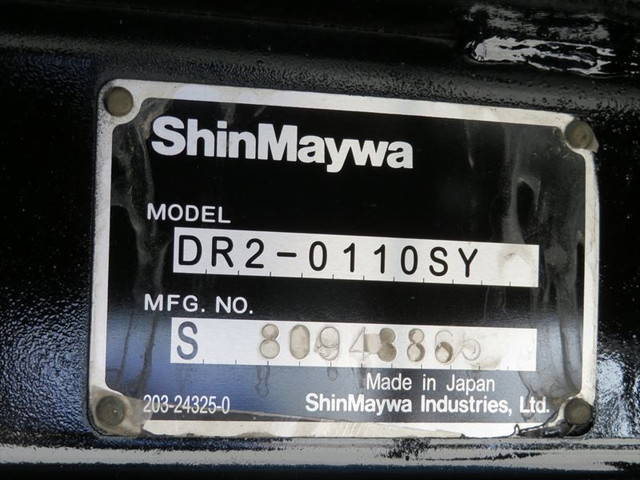 ShinMaywa
MODEL
DR2-0110SY
MFG. NO.
S
Made in Japan
203-24325-0 ShinMaywa Industries, Ltd.